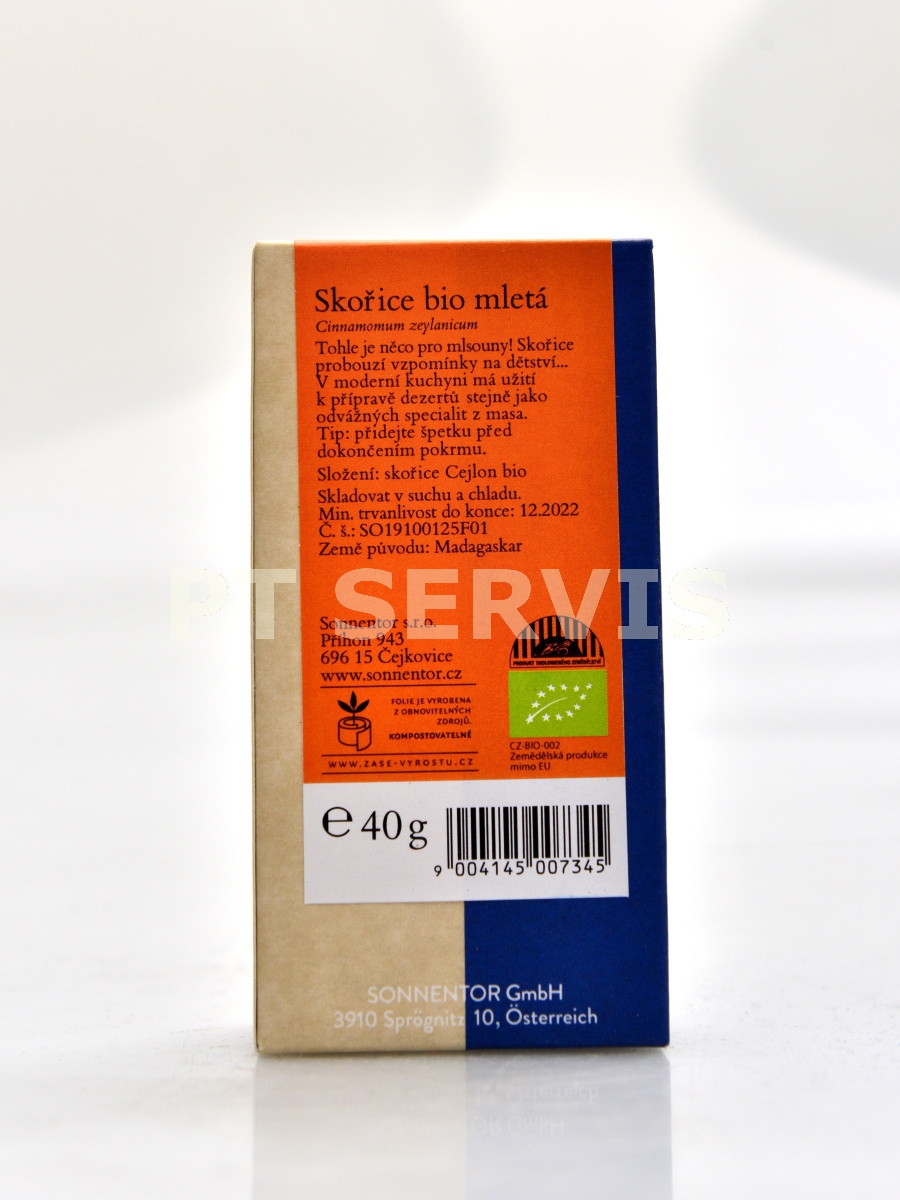 Skořice bio mletá
Cinnamomum zeylanicum
Tohle je něco pro mlsouny! Skořice
probouzí vzpomínky na dětství...
V moderní kuchyni má užití
k přípravě dezertů stejně jako
odvážných specialit z masa.
Tip: přidejte špetku před
dokončením pokrmu.
Složení: skořice Cejlon bio
Skladovat v suchu a chladu.
Min. trvanlivost do konce: 12.2022
Č. š.: SO19100125F01
Země původu: Madagaskar
PT SERVIS
Sonnentor s.r.o.
Příhon 943
696 15 Čejkovice
www.sonnentor.cz
BIO
PRODUKT EKOLOGICKÉHO ZEMĚDĚLSTVÍ
FOLIE JE VYROBENA
Z OBNOVITELNÝCH
ZDROJŮ.
KOMPOSTOVATELNÉ
WWW.ZASE-VYROSTU.CZ
CZ-BIO-002
Zemědělská produkce
mimo EU
℮ 40 g
9 004145 007345
SONNENTOR GmbH
3910 Sprögnitz 10, Österreich